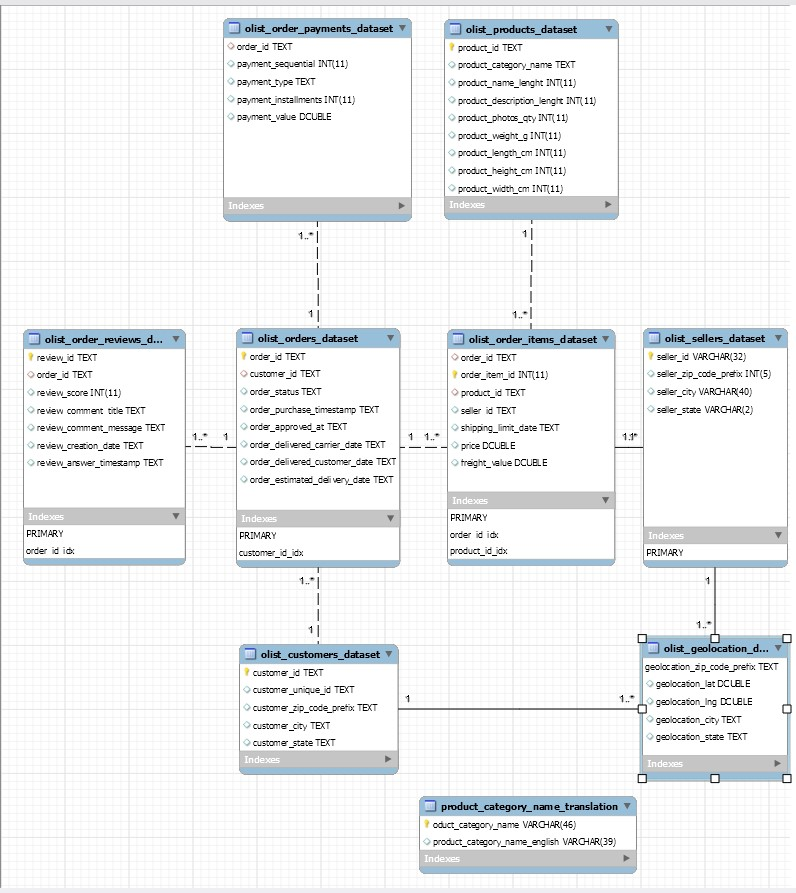 olist_order_payments_dataset
order_id TEXT
payment_sequential INT(11)
payment_type TEXT
payment_installments INT(11)
payment_value DCUBLE
Indexes
olist_products_dataset
product_id TEXT
product_category_name TEXT
product_name_lenght INT(11)
product_description_lenght INT(11)
product_photos_qty INT(11)
product_weight_g INT(11)
product_length_cm INT(11)
product_height_cm INT(11)
product_width_cm INT(11)
Indexes
1..*
1
1
1..*
olist_order_reviews_d...
review_id TEXT
order_id TEXT
review_score INT(11)
review_comment_title TEXT
review_comment_message TEXT
review_creation_date TEXT
review_answer_timestamp TEXT
Indexes
PRIMARY
order_id_idx
1..*
1
olist_orders_dataset
order_id TEXT
customer_id TEXT
order_status TEXT
order_purchase_timestamp TEXT
order_approved_at TEXT
order_delivered_carrier_date TEXT
order_delivered_customer_date TEXT
order_estimated_delivery_date TEXT
Indexes
PRIMARY
customer_id_idx
1
1..*
olist_order_items_dataset
order_id TEXT
order_item_id INT(11)
product_id TEXT
seller_id TEXT
shipping_limit_date TEXT
price DCUBLE
freight_value DCUBLE
Indexes
PRIMARY
order_id_idx
product_id_idx
olist_sellers_dataset
seller_id VARCHAR(32)
seller_zip_code_prefix INT(5)
seller_city VARCHAR(40)
seller_state VARCHAR(2)
Indexes
PRIMARY
1..*
1
1
1..*
olist_customers_dataset
customer_id TEXT
customer_unique_id TEXT
customer_zip_code_prefix TEXT
customer_city TEXT
customer_state TEXT
Indexes
1
1..*
olist_geolocation_d...
geolocation_zip_code_prefix TEXT
geolocation_lat DCUBLE
geolocation_lng DCUBLE
geolocation_city TEXT
geolocation_state TEXT
Indexes
product_category_name_translation
oduct_category_name VARCHAR(46)
product_category_name_english VARCHAR(39)
Indexes